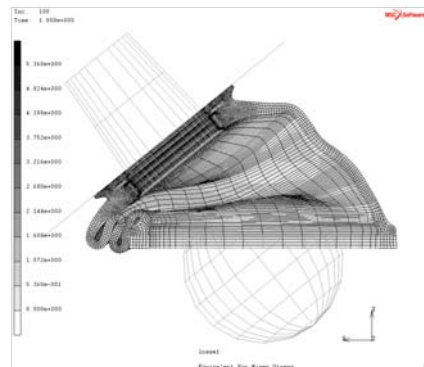 Inc: 100
Time: 1.000e+000
MSC Software
5.360e+000
4.824e+000
4.288e+000
3.752e+000
3.216e+000
2.680e+000
2.144e+000
1.608e+000
1.072e+000
5.360e-001
0.000e+000
lcase1
Equivalent Von Mises Stress